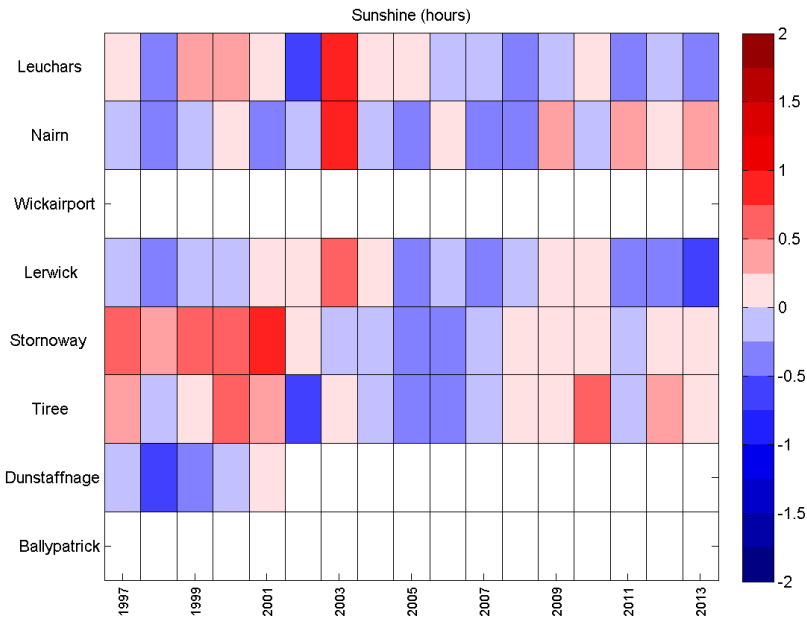 Sunshine (hours)
Leuchars
Nairn
Wickairport
Lerwick
Stornoway
Tiree
Dunstaffnage
Ballypatrick
1997
1999
2001
2003
2005
2007
2009
2011
2013
2
1.5
1
0.5
0
-0.5
-1
-1.5
-2